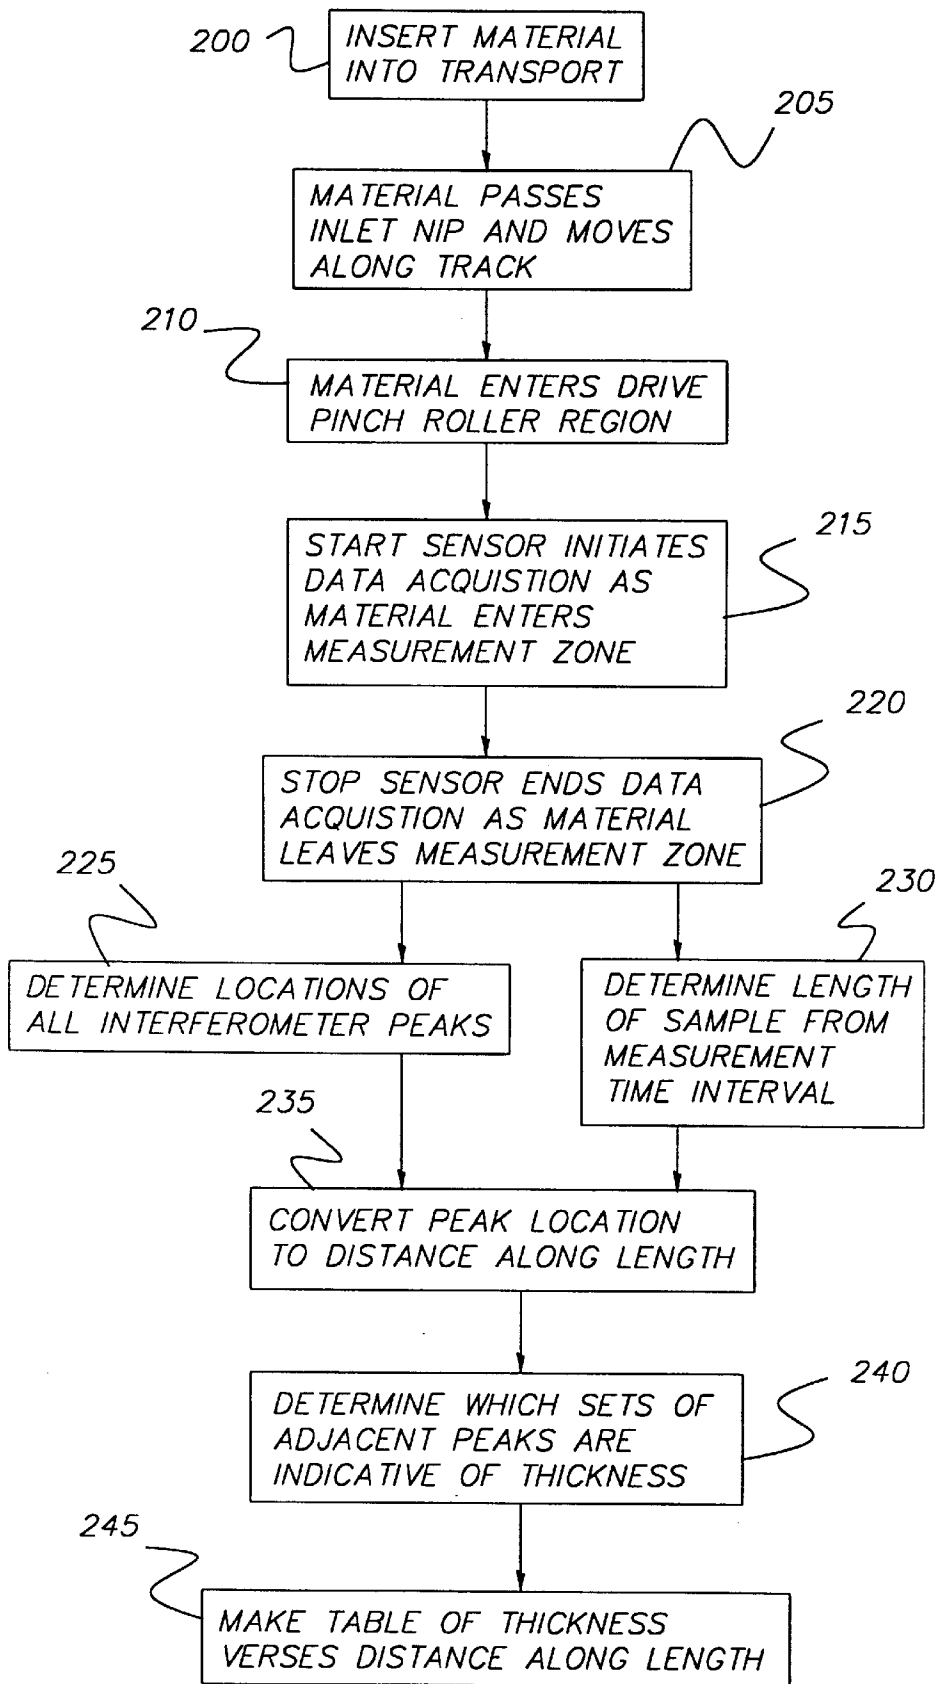 200
INSERT MATERIAL
INTO TRANSPORT
205
MATERIAL PASSES
INLET NIP AND MOVES
ALONG TRACK
210
MATERIAL ENTERS DRIVE
PINCH ROLLER REGION
215
START SENSOR INITIATES
DATA ACQUISTION AS
MATERIAL ENTERS
MEASUREMENT ZONE
220
STOP SENSOR ENDS DATA
ACQUISTION AS MATERIAL
LEAVES MEASUREMENT ZONE
225
DETERMINE LOCATIONS OF
ALL INTERFEROMETER PEAKS
230
DETERMINE LENGTH
OF SAMPLE FROM
MEASUREMENT
TIME INTERVAL
235
CONVERT PEAK LOCATION
TO DISTANCE ALONG LENGTH
240
DETERMINE WHICH SETS OF
ADJACENT PEAKS ARE
INDICATIVE OF THICKNESS
245
MAKE TABLE OF THICKNESS
VERSES DISTANCE ALONG LENGTH